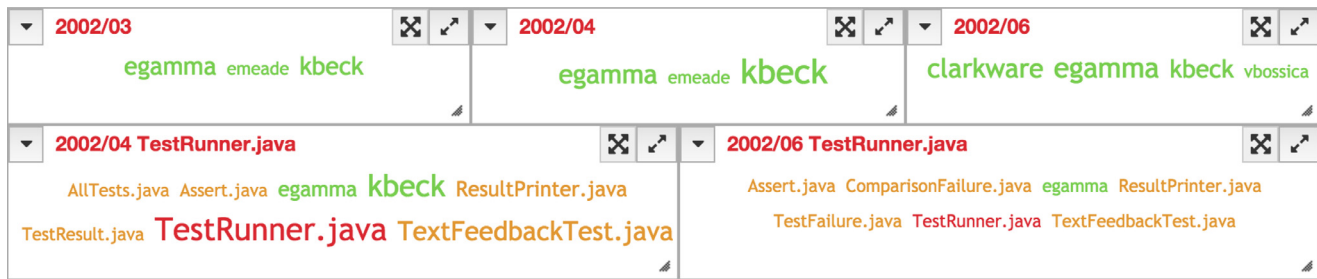 2002/03
egamma emeade kbeck
2002/04
egamma emeade kbeck
2002/06
clarkware egamma kbeck vbossica
2002/04 TestRunner.java
AllTests.java Assert.java egamma kbeck ResultPrinter.java
TestResult.java TestRunner.java TextFeedbackTest.java
2002/06 TestRunner.java
Assert.java ComparisonFailure.java egamma ResultPrinter.java
TestFailure.java TestRunner.java TextFeedbackTest.java